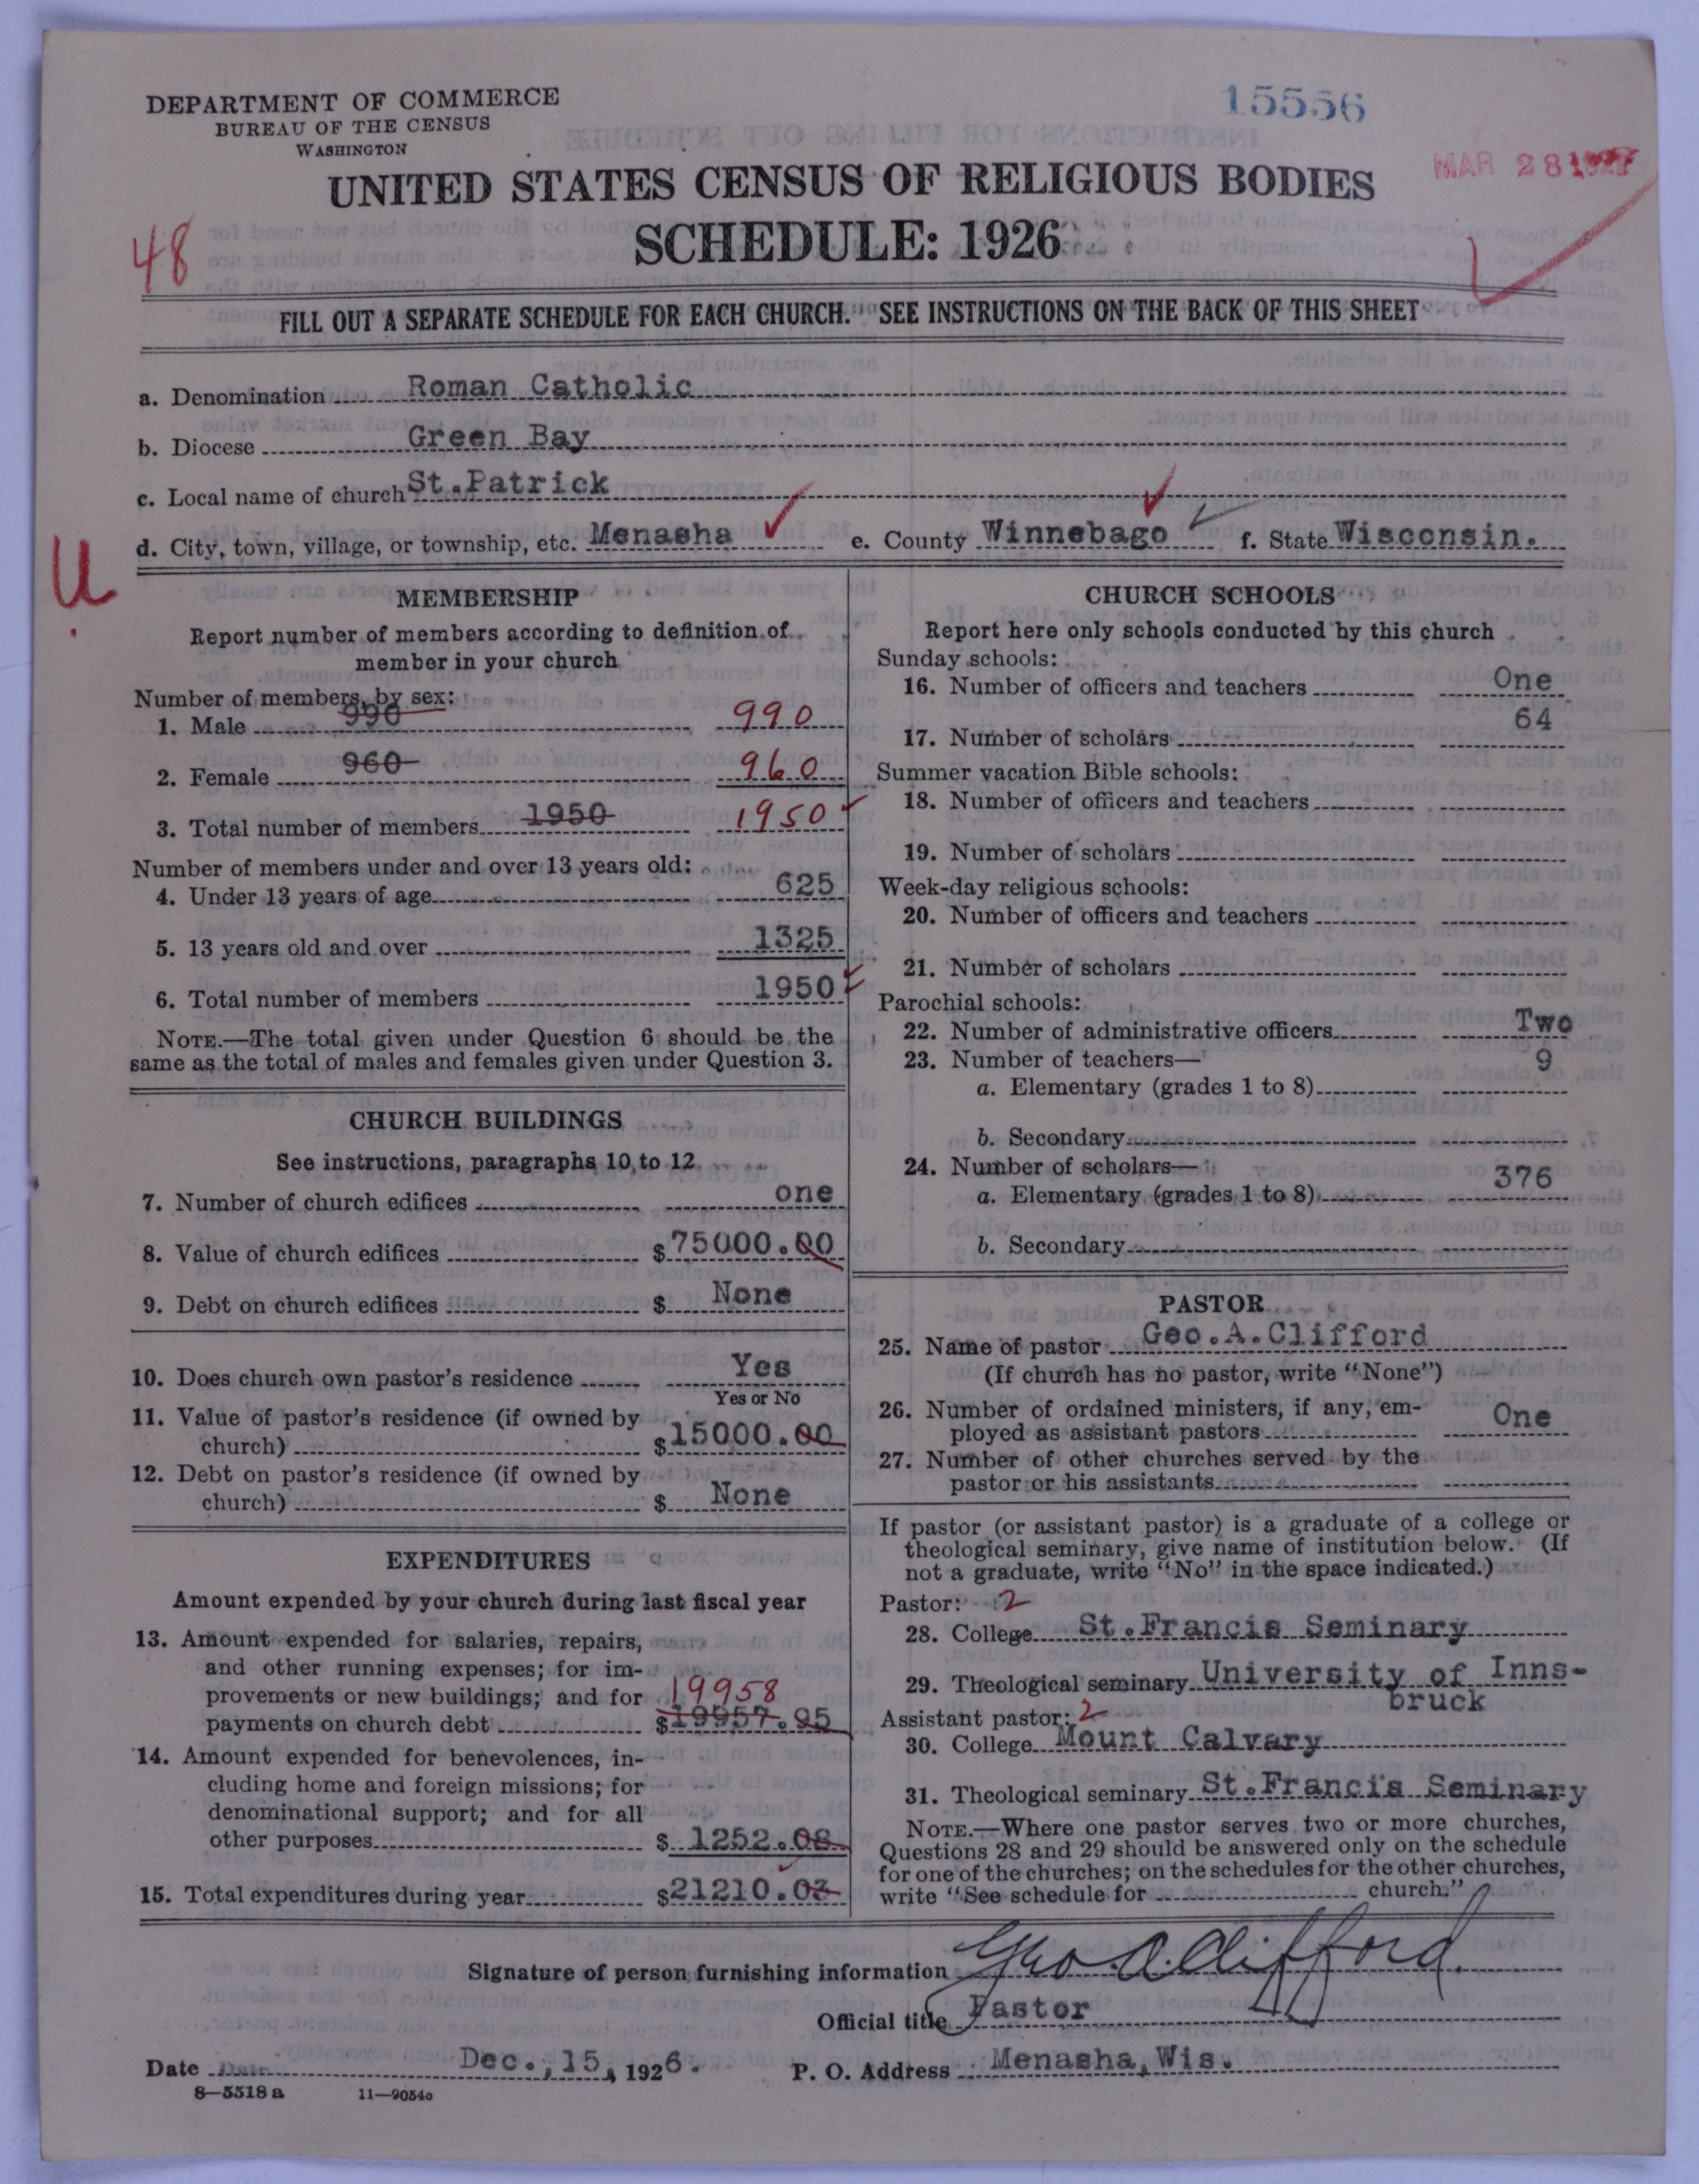 DEPARTMENT OF COMMERCE
BUREAU OF THE CENSUS
WASHINGTON
15556
MAR 28 1927
UNITED STATES CENSUS OF RELIGIOUS BODIES
SCHEDULE: 1926
48
FILL OUT A SEPARATE SCHEDULE FOR EACH CHURCH. SEE INSTRUCTIONS ON THE BACK OF THIS SHEET
a. Denomination Roman Catholic
b. Diocese Green Bay
c. Local name of church St.Patrick
d. City, town, village, or township, etc. Menasha e. County Winnebago f. State Wisconsin.
U
MEMBERSHIP
Report number of members according to definition of
member in your church
Number of members, by sex:
1. Male 990 990
2. Female 960 960
3. Total number of members 1950 1950
Number of members under and over 13 years old:
4. Under 13 years of age 625
5. 13 years old and over 1325
6. Total number of members 1950
NOTE.—The total given under Question 6 should be the
same as the total of males and females given under Question 3.
CHURCH BUILDINGS
See instructions, paragraphs 10 to 12
7. Number of church edifices one
8. Value of church edifices $75000.00
9. Debt on church edifices $ None
10. Does church own pastor's residence Yes
Yes or No
11. Value of pastor's residence (if owned by
church) $15000.00
12. Debt on pastor's residence (if owned by
church) $ None
EXPENDITURES
Amount expended by your church during last fiscal year
13. Amount expended for salaries, repairs,
and other running expenses; for im-
provements or new buildings; and for 19958
payments on church debt $19957.95
14. Amount expended for benevolences, in-
cluding home and foreign missions; for
denominational support; and for all
other purposes $ 1252.08
15. Total expenditures during year $21210.03
CHURCH SCHOOLS
Report here only schools conducted by this church
Sunday schools:
16. Number of officers and teachers One
17. Number of scholars 64
Summer vacation Bible schools:
18. Number of officers and teachers
19. Number of scholars
Week-day religious schools:
20. Number of officers and teachers
21. Number of scholars
Parochial schools:
22. Number of administrative officers Two
23. Number of teachers—
a. Elementary (grades 1 to 8) 9
b. Secondary
24. Number of scholars—
a. Elementary (grades 1 to 8) 376
b. Secondary
PASTOR
25. Name of pastor Geo.A.Clifford
(If church has no pastor, write "None")
26. Number of ordained ministers, if any, em-
ployed as assistant pastors One
27. Number of other churches served by the
pastor or his assistants
If pastor (or assistant pastor) is a graduate of a college or
theological seminary, give name of institution below. (If
not a graduate, write "No" in the space indicated.)
Pastor: 2
28. College St.Francis Seminary
29. Theological seminary University of Inns-
bruck
Assistant pastor: 2
30. College Mount Calvary
31. Theological seminary St.Francis Seminary
NOTE.—Where one pastor serves two or more churches,
Questions 28 and 29 should be answered only on the schedule
for one of the churches; on the schedules for the other churches,
write "See schedule for church."
Signature of person furnishing information Geo A. Clifford.
Official title Pastor
Date Dec., 15, 1926. P. O. Address Menasha, Wis.
8—5518 a 11—9054o